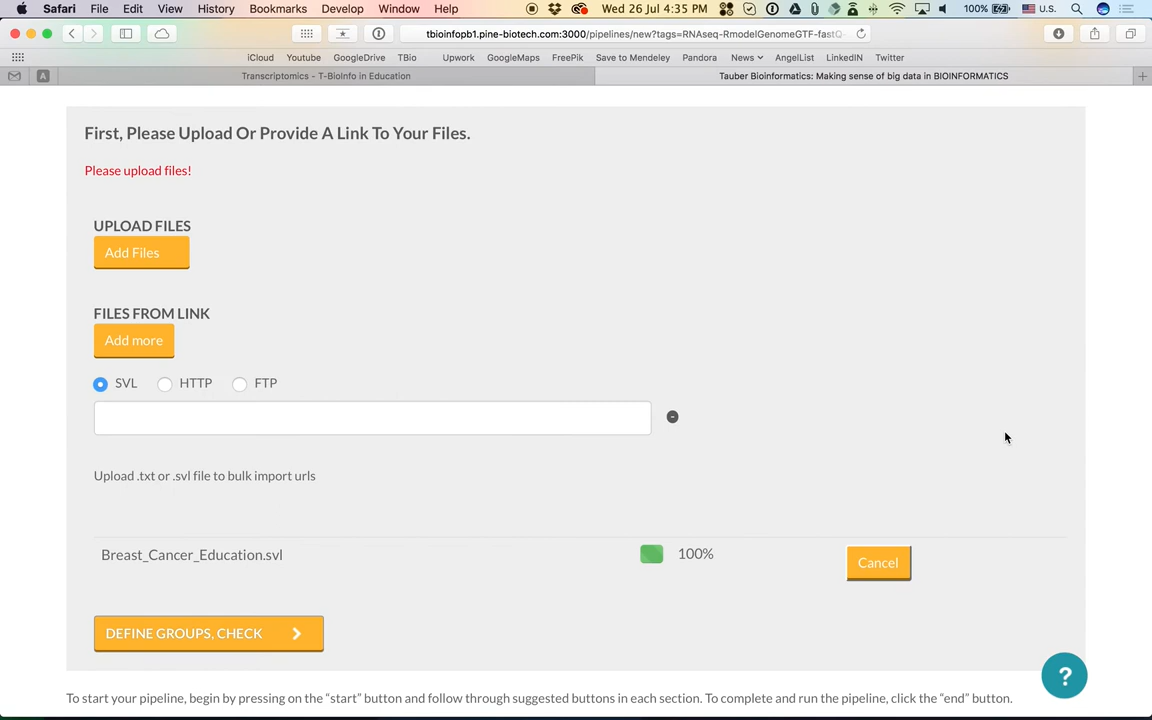 Safari File Edit View History Bookmarks Develop Window Help Wed 26 Jul 4:35 PM 100% U.S.
tbioinfopb1.pine-biotech.com:3000/pipelines/new?tags=RNAseq-RmodelGenomeGTF-fastQ-
iCloud Youtube GoogleDrive TBio Upwork GoogleMaps FreePik Save to Mendeley Pandora News AngelList LinkedIN Twitter
A Transcriptomics - T-BioInfo in Education Tauber Bioinformatics: Making sense of big data in BIOINFORMATICS
First, Please Upload Or Provide A Link To Your Files.
Please upload files!
UPLOAD FILES
Add Files
FILES FROM LINK
Add more
SVL HTTP FTP
Upload .txt or .svl file to bulk import urls
Breast_Cancer_Education.svl 100% Cancel
DEFINE GROUPS, CHECK
?
To start your pipeline, begin by pressing on the “start” button and follow through suggested buttons in each section. To complete and run the pipeline, click the “end” button.